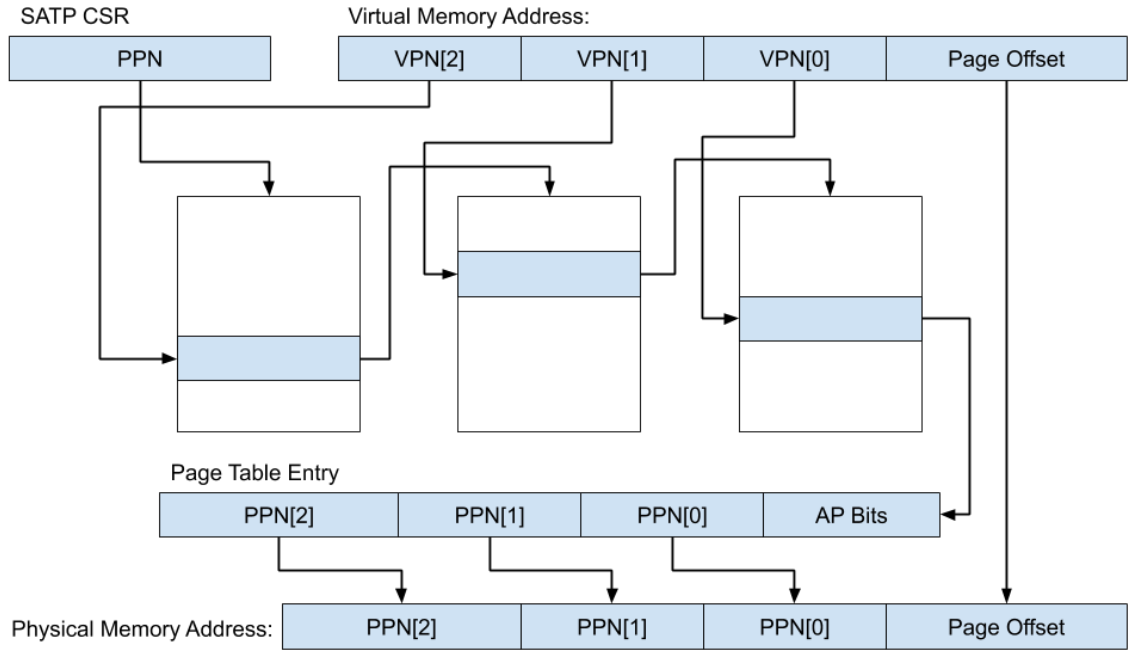 SATP CSR
Virtual Memory Address:
PPN
VPN[2]
VPN[1]
VPN[0]
Page Offset
Page Table Entry
PPN[2]
PPN[1]
PPN[0]
AP Bits
Physical Memory Address:
PPN[2]
PPN[1]
PPN[0]
Page Offset